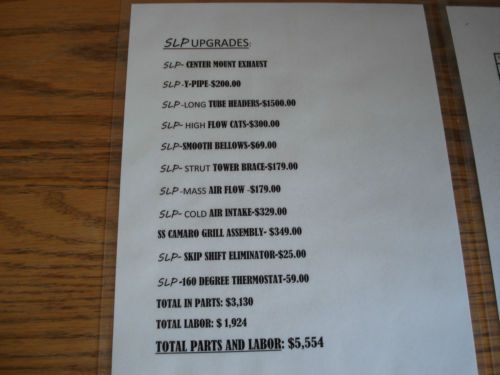 SLP UPGRADES:
SLP- CENTER MOUNT EXHAUST
SLP -Y-PIPE-$200.00
SLP -LONG TUBE HEADERS-$1500.00
SLP- HIGH FLOW CATS-$300.00
SLP-SMOOTH BELLOWS-$69.00
SLP- STRUT TOWER BRACE-$179.00
SLP -MASS AIR FLOW -$179.00
SLP- COLD AIR INTAKE-$329.00
SS CAMARO GRILL ASSEMBLY- $349.00
SLP- SKIP SHIFT ELIMINATOR-$25.00
SLP -160 DEGREE THERMOSTAT-59.00
TOTAL IN PARTS: $3,130
TOTAL LABOR: $ 1,924
TOTAL PARTS AND LABOR: $5,554